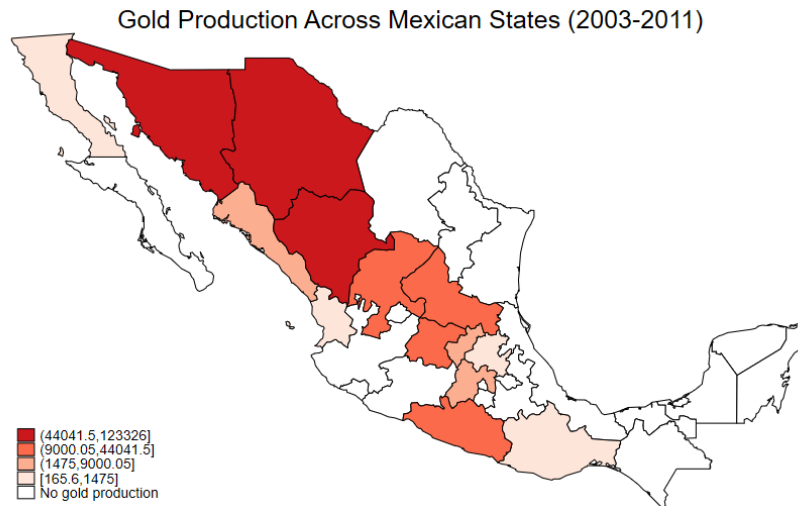 Gold Production Across Mexican States (2003-2011)
(44041.5,123326]
(9000.05,44041.5]
(1475,9000.05]
[165.6,1475]
No gold production